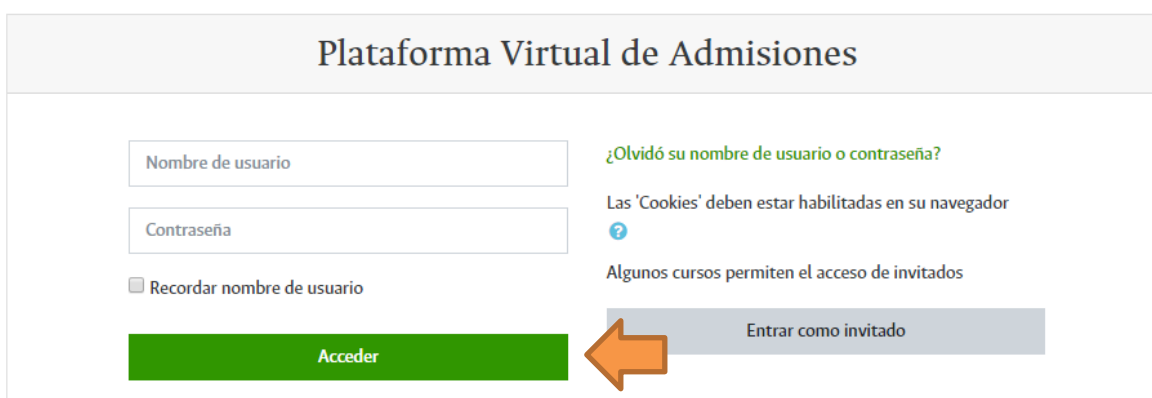 Plataforma Virtual de Admisiones
Nombre de usuario
Contraseña
Recordar nombre de usuario
Acceder
¿Olvidó su nombre de usuario o contraseña?
Las 'Cookies' deben estar habilitadas en su navegador
?
Algunos cursos permiten el acceso de invitados
Entrar como invitado